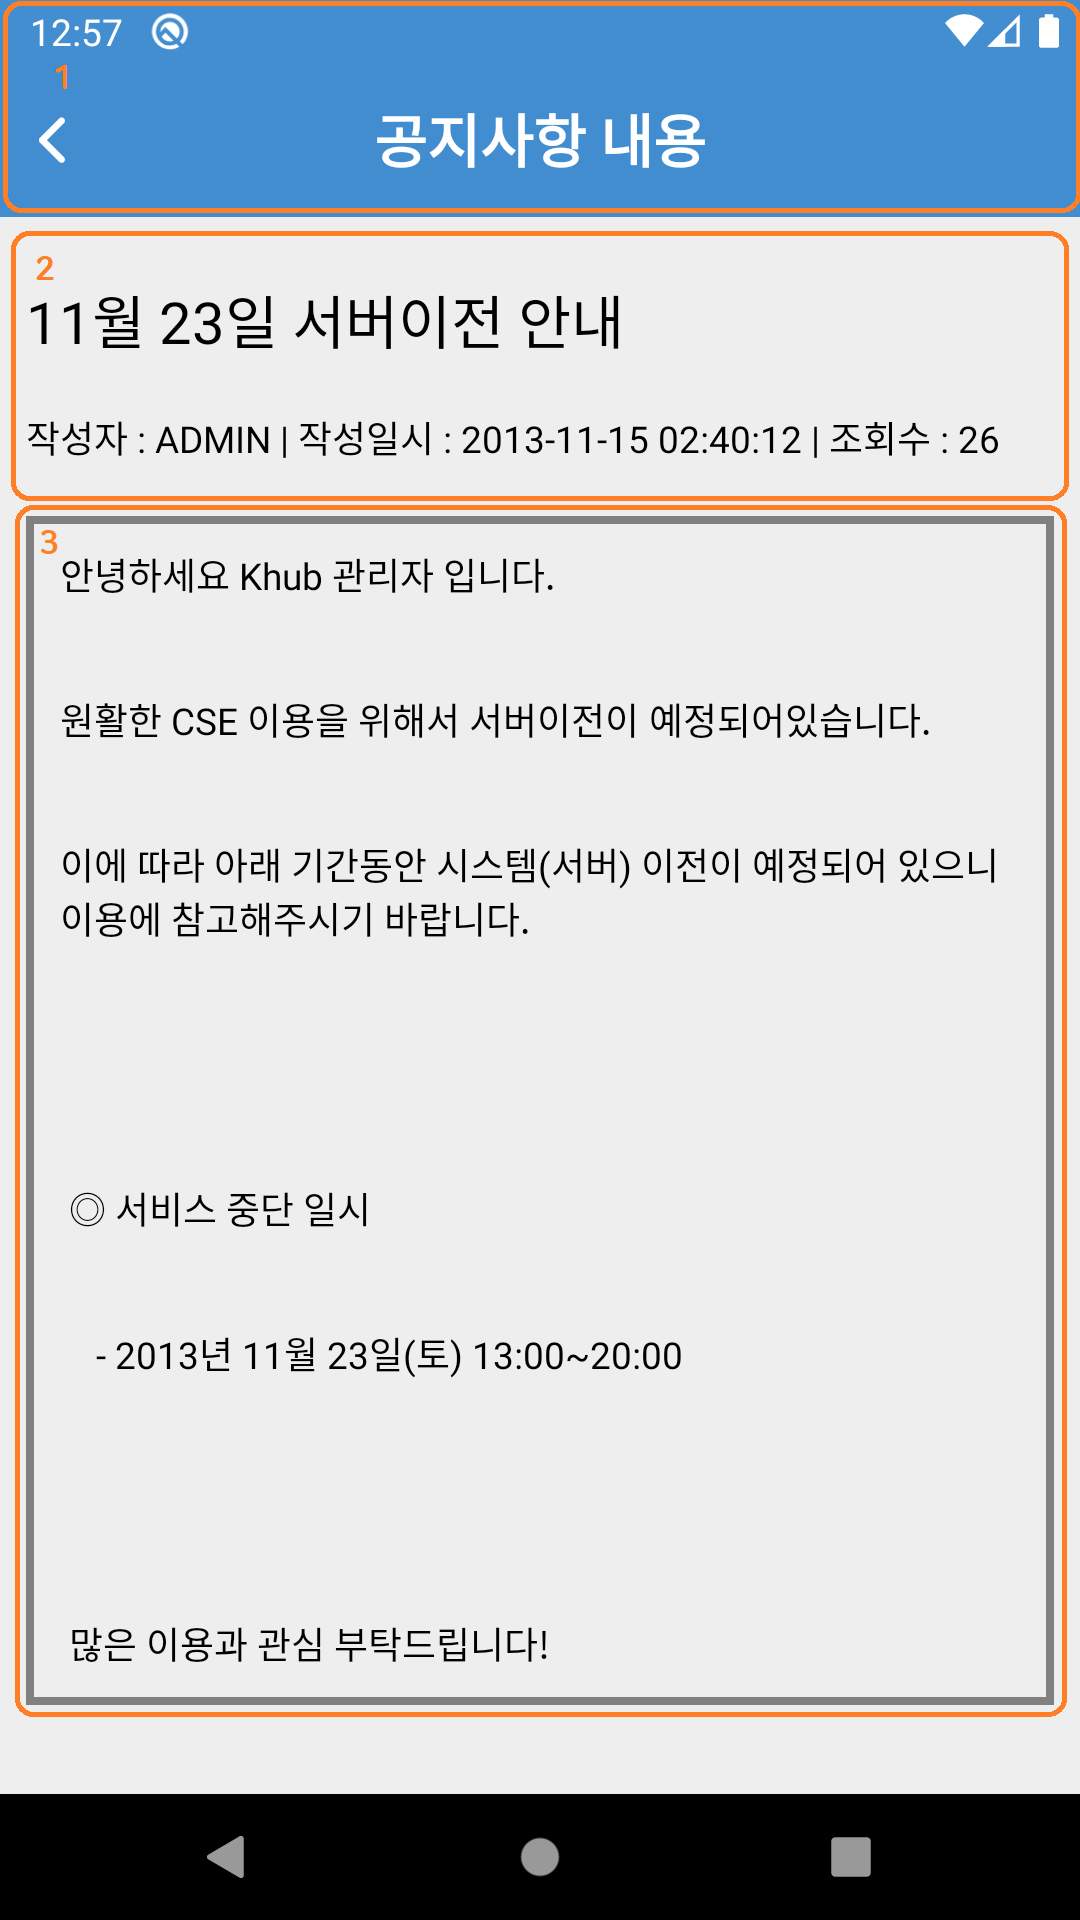 12:57
1
공지사항 내용
2
11월 23일 서버이전 안내
작성자 : ADMIN | 작성일시 : 2013-11-15 02:40:12 | 조회수 : 26
3
안녕하세요 Khub 관리자 입니다.
원활한 CSE 이용을 위해서 서버이전이 예정되어있습니다.
이에 따라 아래 기간동안 시스템(서버) 이전이 예정되어 있으니
이용에 참고해주시기 바랍니다.
◎ 서비스 중단 일시
- 2013년 11월 23일(토) 13:00~20:00
많은 이용과 관심 부탁드립니다!